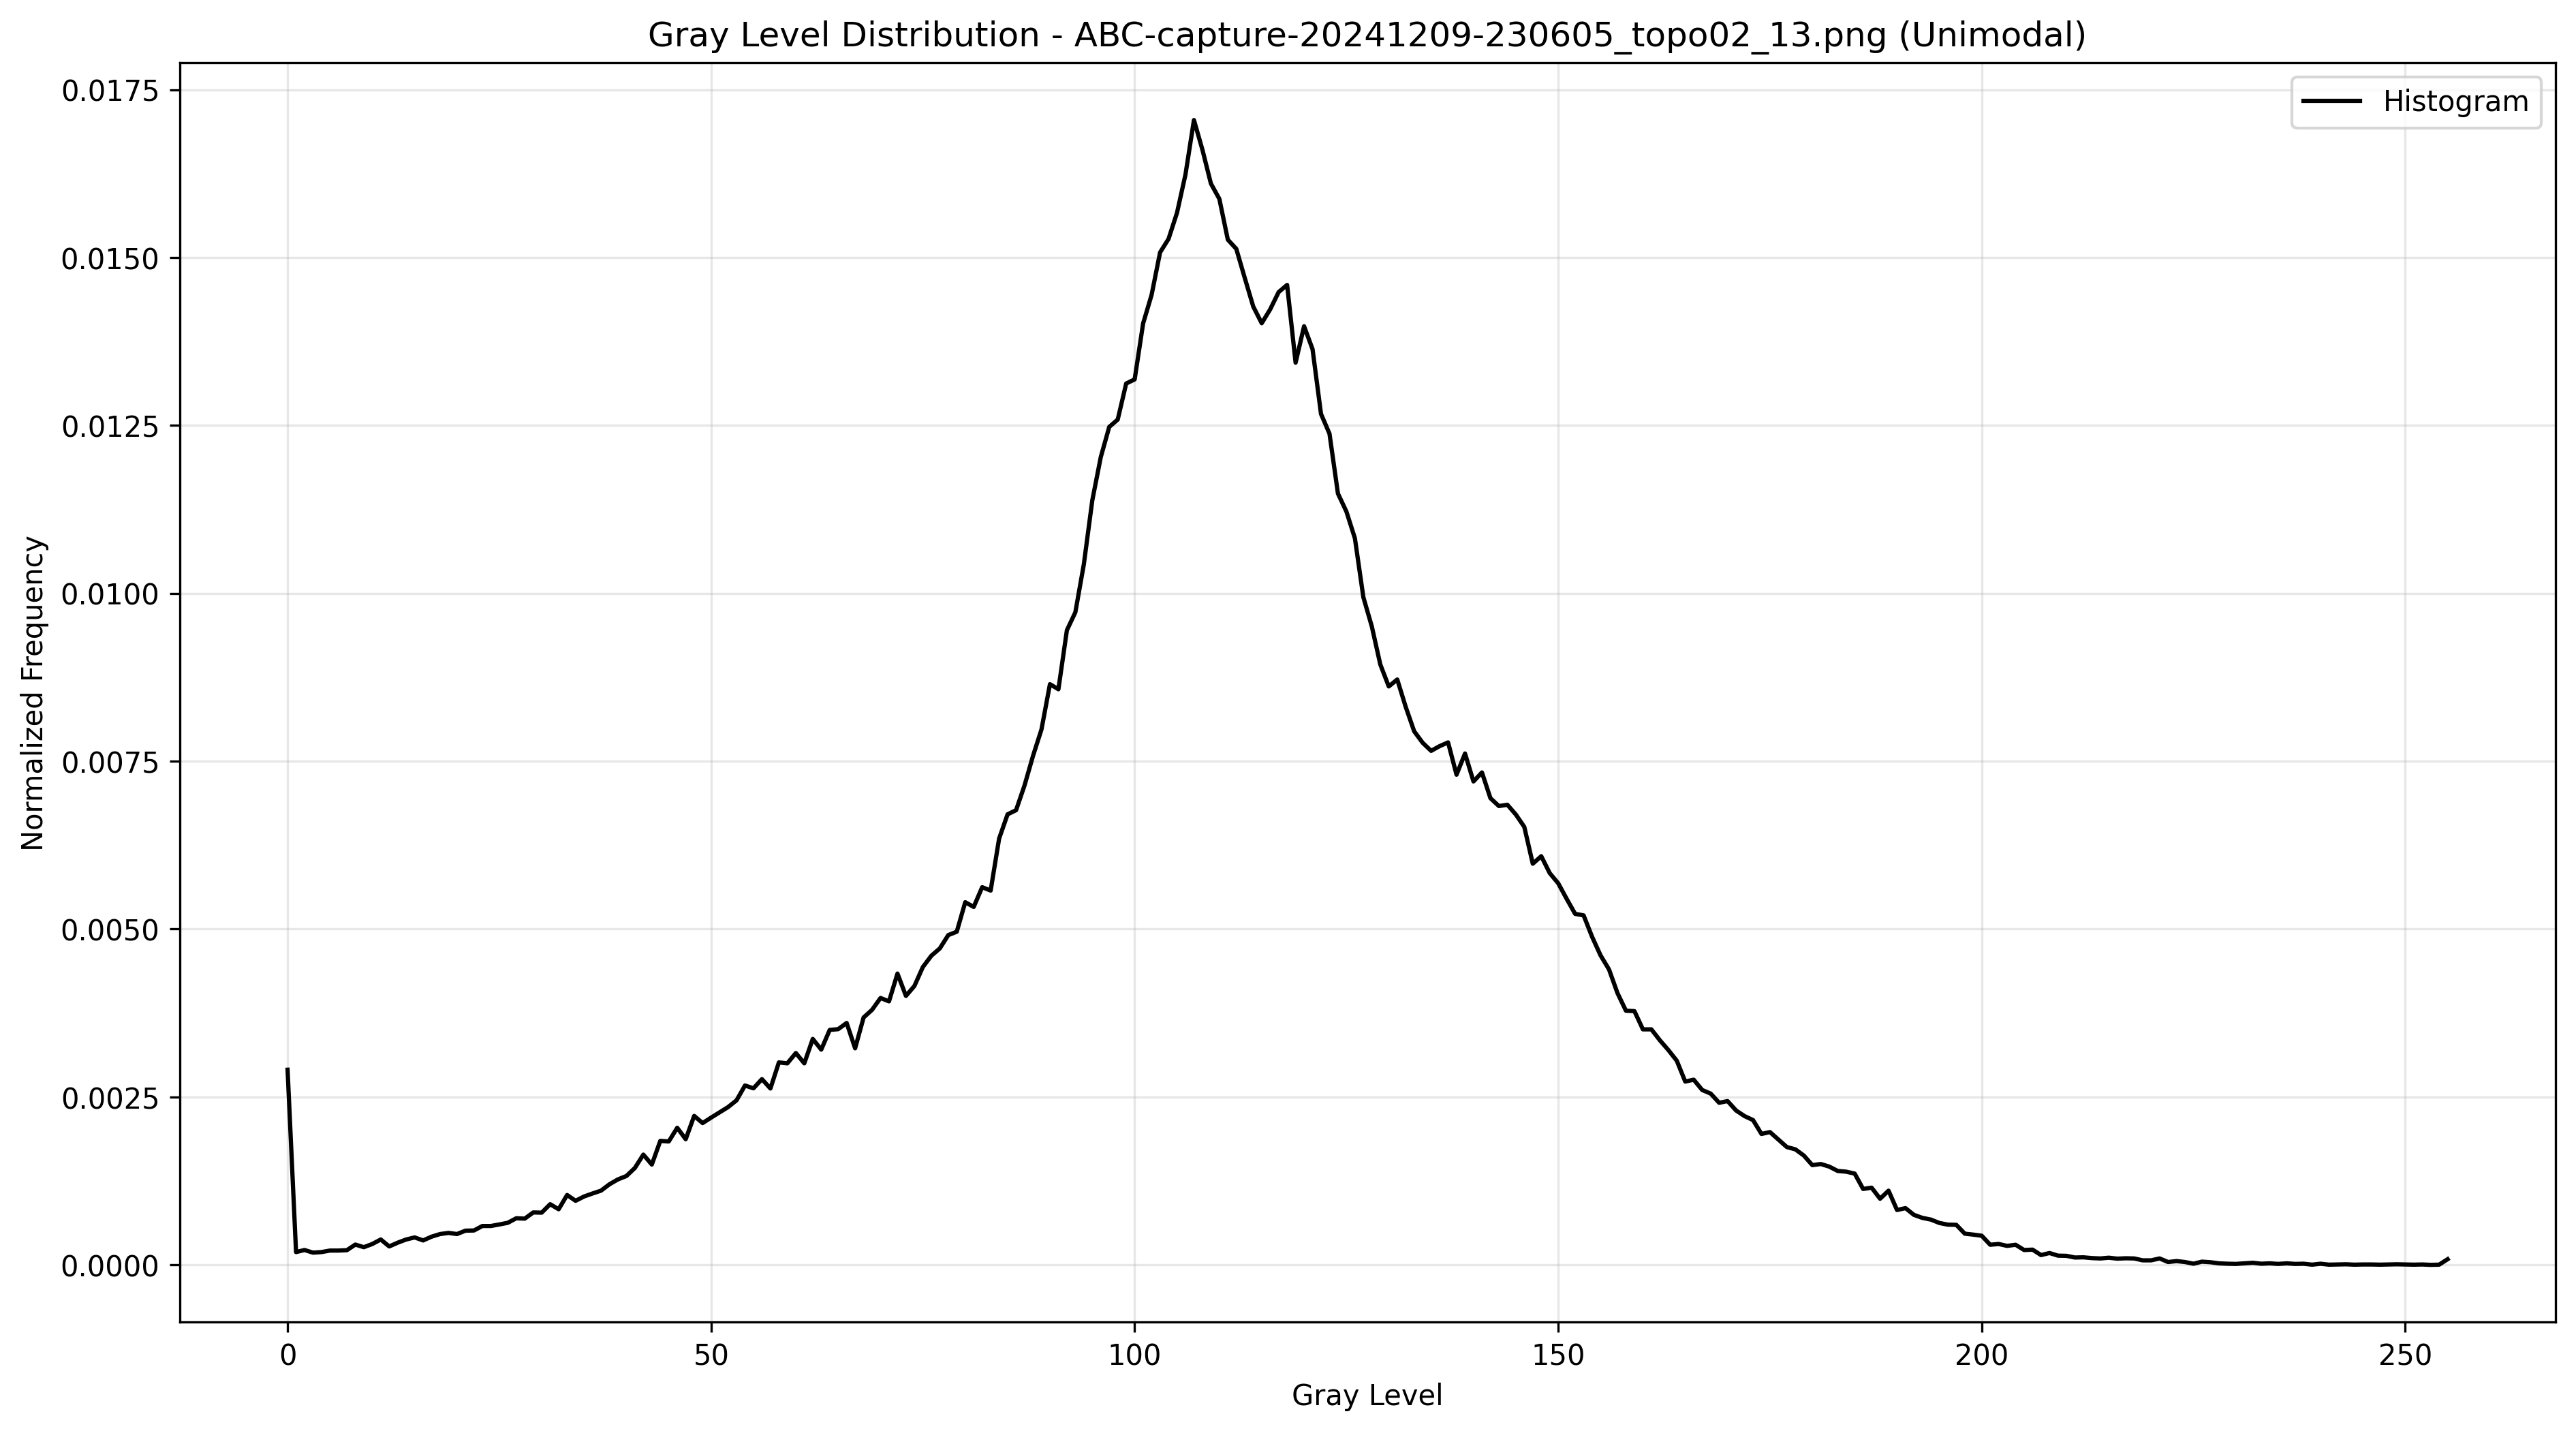 Gray Level Distribution - ABC-capture-20241209-230605_topo02_13.png (Unimodal)
Histogram
0.0175
0.0150
0.0125
0.0100
0.0075
0.0050
0.0025
0.0000
Normalized Frequency
0 50 100 150 200 250
Gray Level